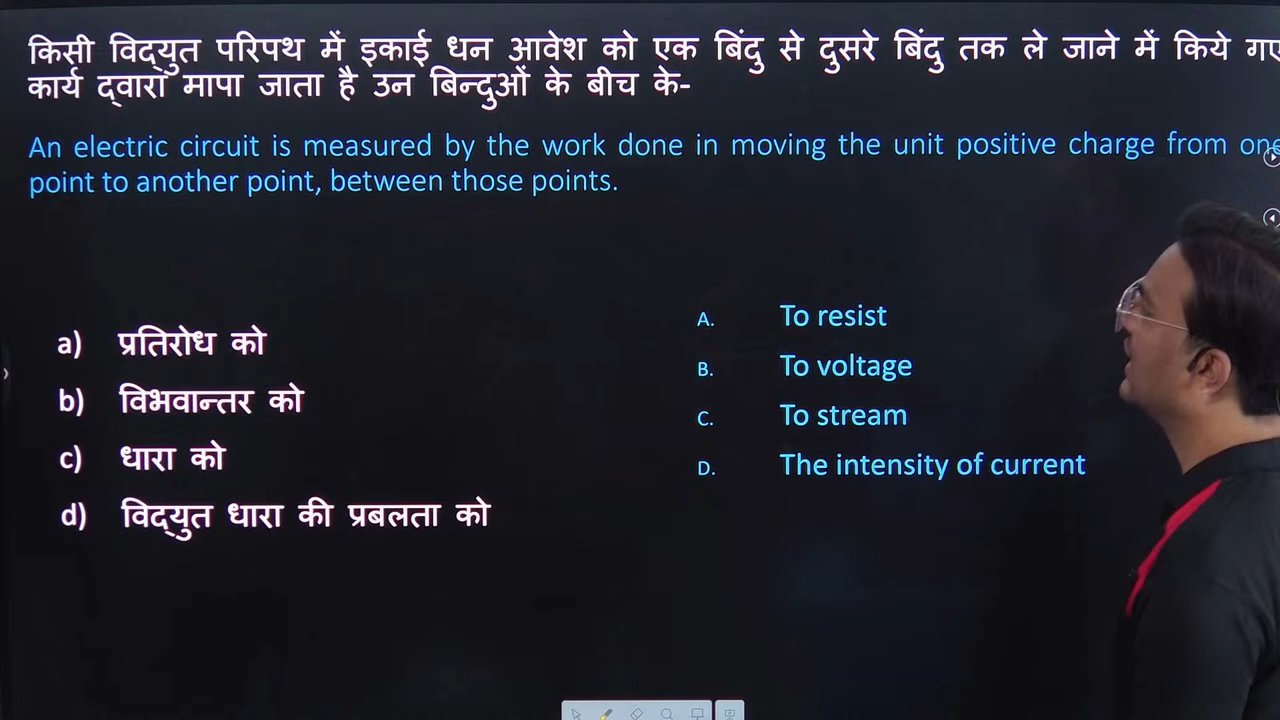 किसी विद्युत परिपथ में इकाई धन आवेश को एक बिंदु से दुसरे बिंदु तक ले जाने में किये गए
कार्य द्वारा मापा जाता है उन बिन्दुओं के बीच के-
An electric circuit is measured by the work done in moving the unit positive charge from one
point to another point, between those points.
a) प्रतिरोध को
b) विभवान्तर को
c) धारा को
d) विद्युत धारा की प्रबलता को
A. To resist
B. To voltage
C. To stream
D. The intensity of current